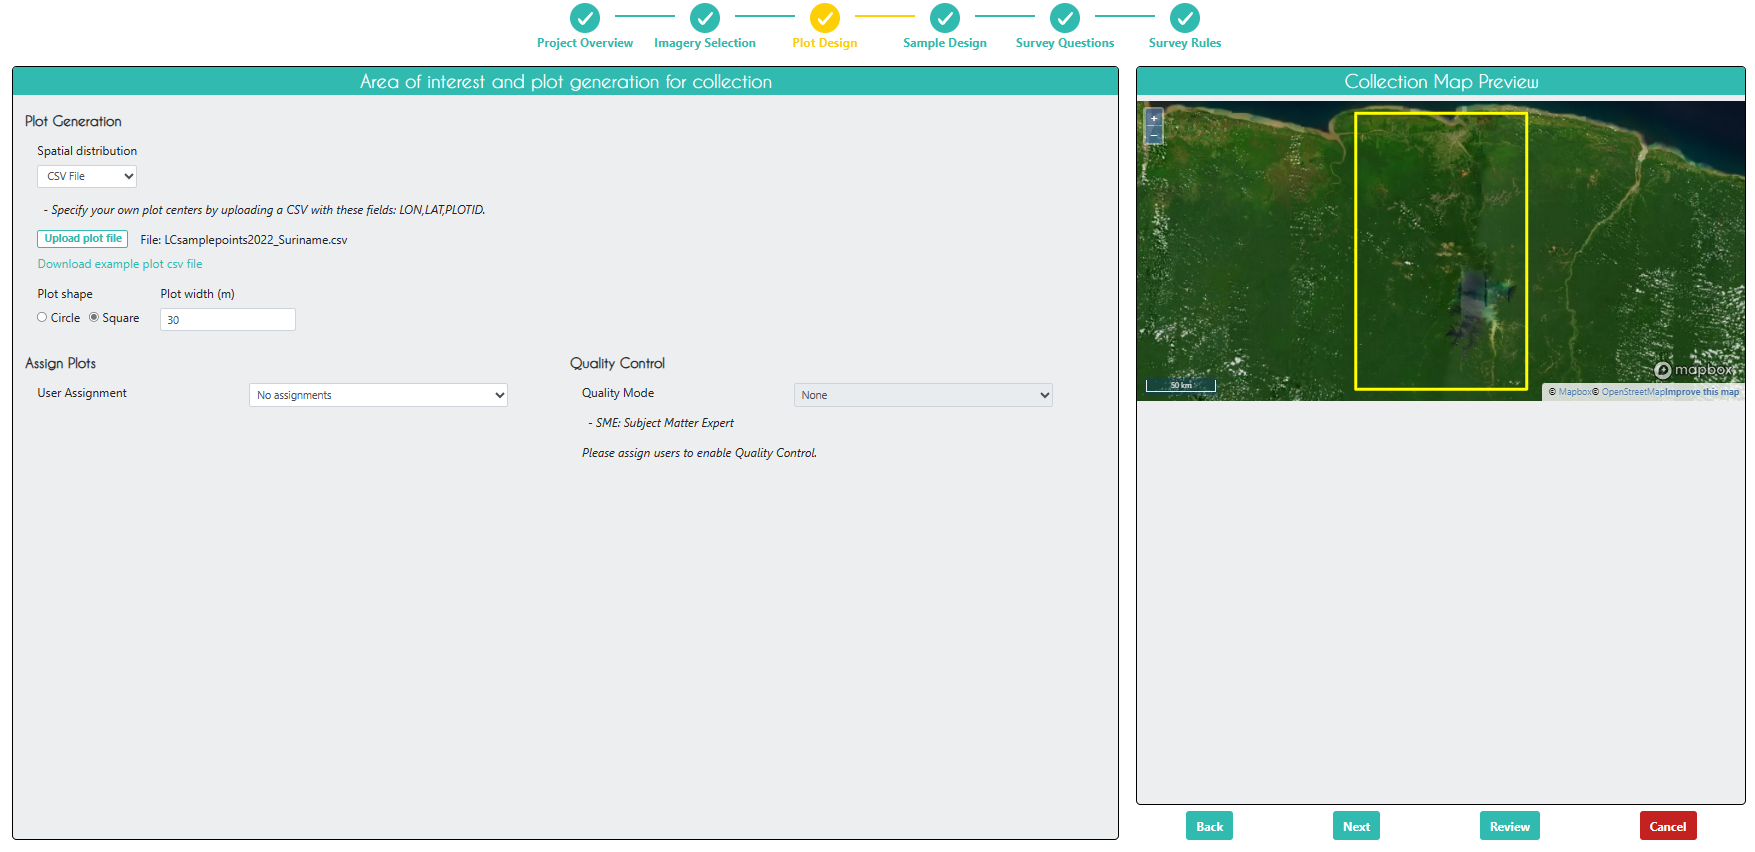 Project Overview
Imagery Selection
Plot Design
Sample Design
Survey Questions
Survey Rules
Area of interest and plot generation for collection
Plot Generation
Spatial distribution
CSV File
- Specify your own plot centers by uploading a CSV with these fields: LON,LAT,PLOTID.
Upload plot file File: LCsamplepoints2022_Suriname.csv
Download example plot csv file
Plot shape Plot width (m)
Circle Square 30
Assign Plots
User Assignment No assignments
Quality Control
Quality Mode None
- SME: Subject Matter Expert
Please assign users to enable Quality Control.
Collection Map Preview
+
−
50 km
mapbox
© Mapbox© OpenStreetMapImprove this map
Back
Next
Review
Cancel